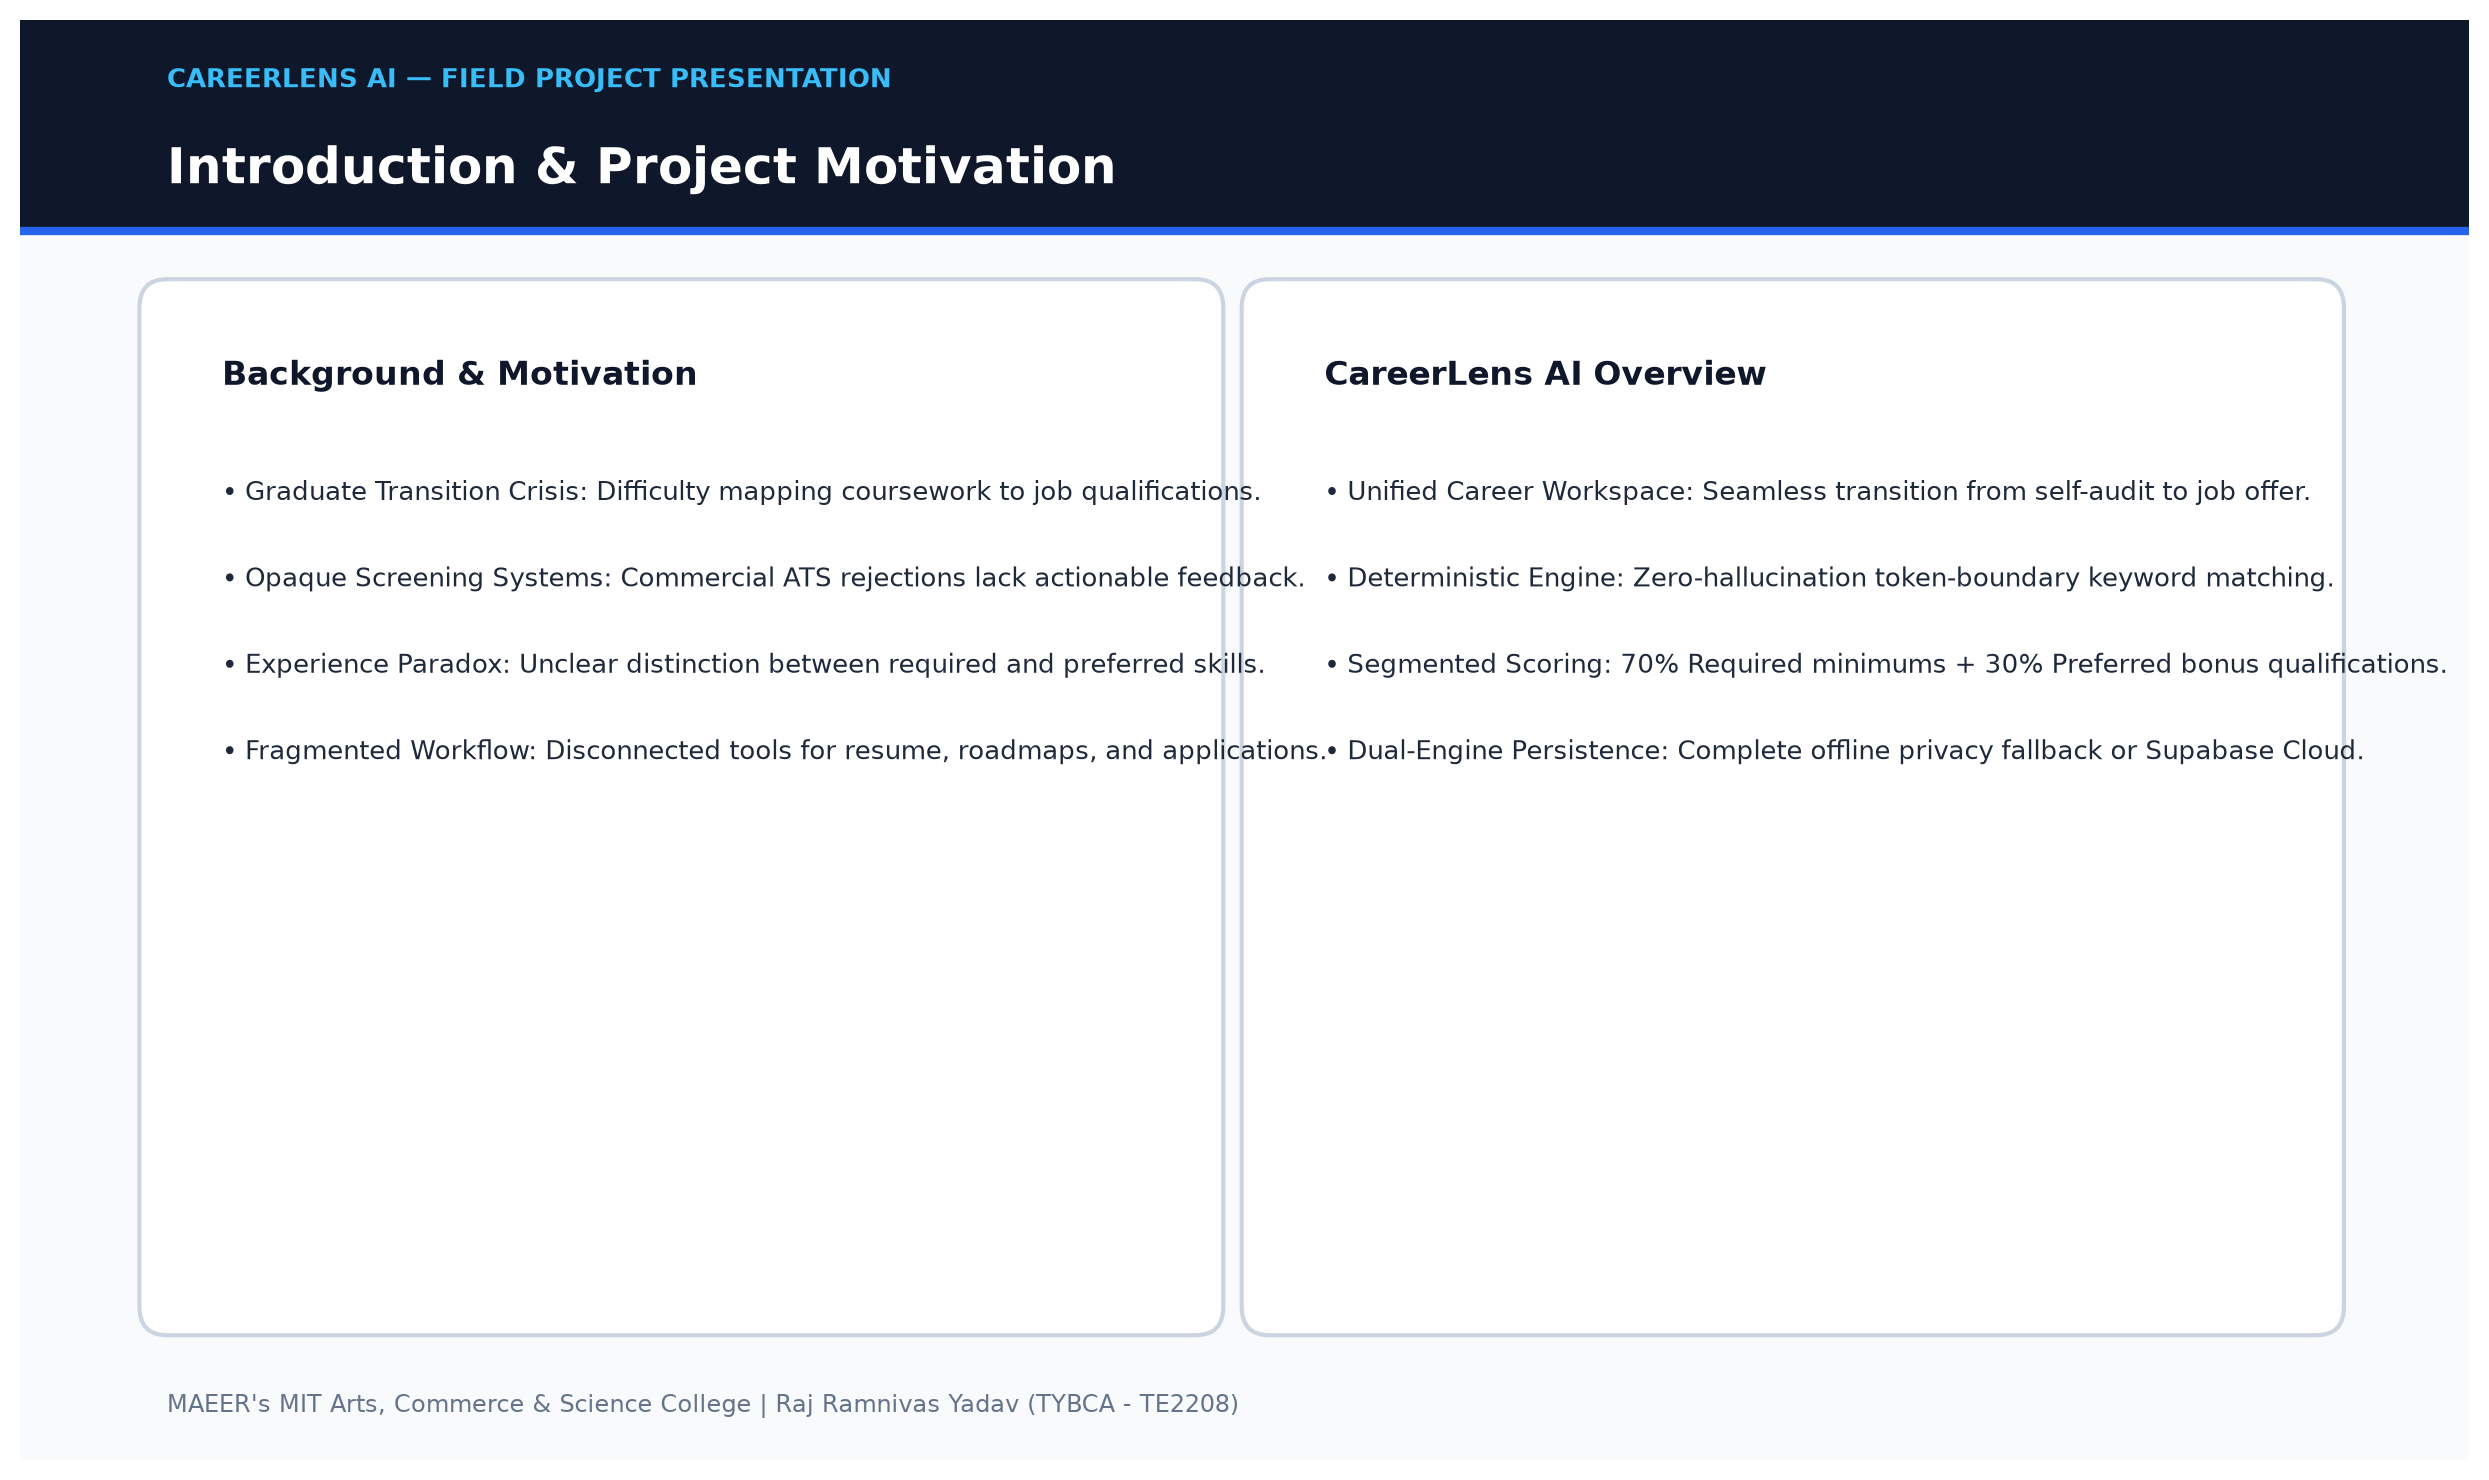 CAREERLENS AI — FIELD PROJECT PRESENTATION
Introduction & Project Motivation
Background & Motivation
• Graduate Transition Crisis: Difficulty mapping coursework to job qualifications.
• Opaque Screening Systems: Commercial ATS rejections lack actionable feedback.
• Experience Paradox: Unclear distinction between required and preferred skills.
• Fragmented Workflow: Disconnected tools for resume, roadmaps, and applications.
CareerLens AI Overview
• Unified Career Workspace: Seamless transition from self-audit to job offer.
• Deterministic Engine: Zero-hallucination token-boundary keyword matching.
• Segmented Scoring: 70% Required minimums + 30% Preferred bonus qualifications.
• Dual-Engine Persistence: Complete offline privacy fallback or Supabase Cloud.
MAEER's MIT Arts, Commerce & Science College | Raj Ramnivas Yadav (TYBCA - TE2208)